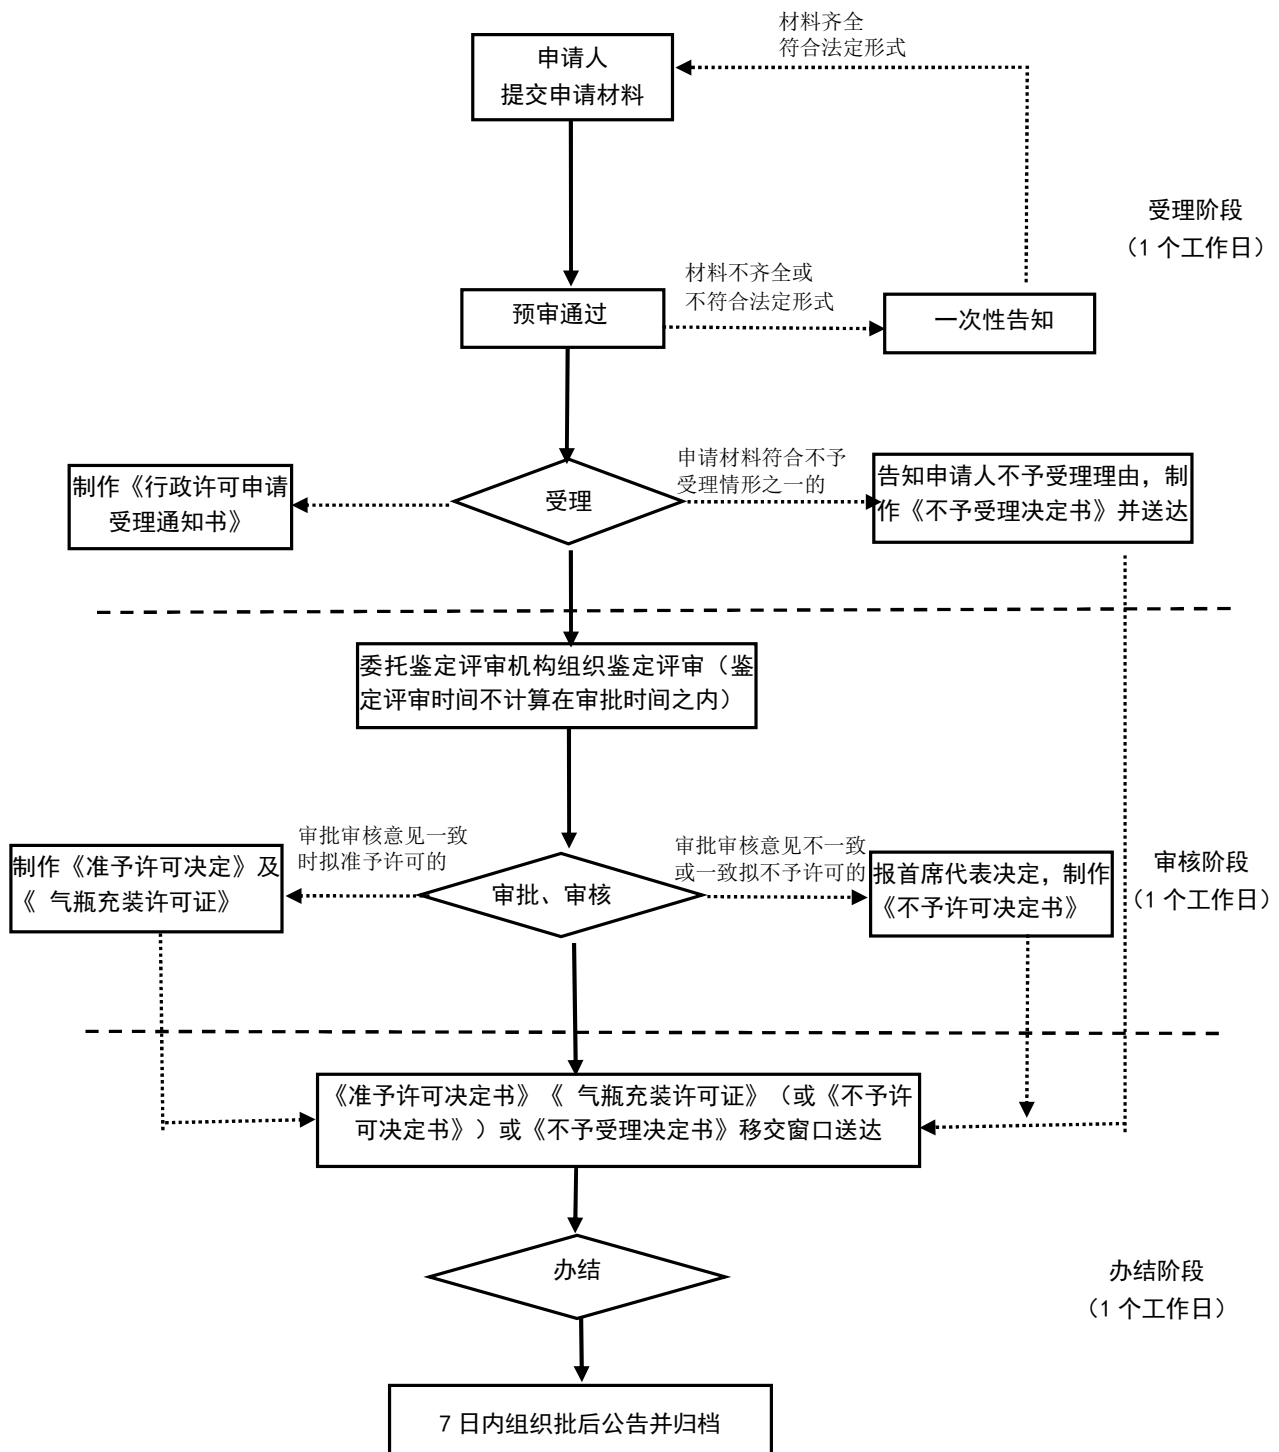 材料齐全
符合法定形式
申请人
提交申请材料
受理阶段
（1 个工作日）
材料不齐全或
不符合法定形式
预审通过
一次性告知
制作《行政许可申请
受理通知书》
受理
申请材料符合不予
受理情形之一的
告知申请人不予受理理由，制
作《不予受理决定书》并送达
委托鉴定评审机构组织鉴定评审（鉴
定评审时间不计算在审批时间之内）
制作《准予许可决定》及
《 气瓶充装许可证》
审批审核意见一致
时拟准予许可的
审批、审核
审批审核意见不一致
或一致拟不予许可的
报首席代表决定，制作
《不予许可决定书》
审核阶段
（1 个工作日）
《准予许可决定书》《 气瓶充装许可证》（或《不予许
可决定书》）或《不予受理决定书》移交窗口送达
办结
办结阶段
（1 个工作日）
7 日内组织批后公告并归档